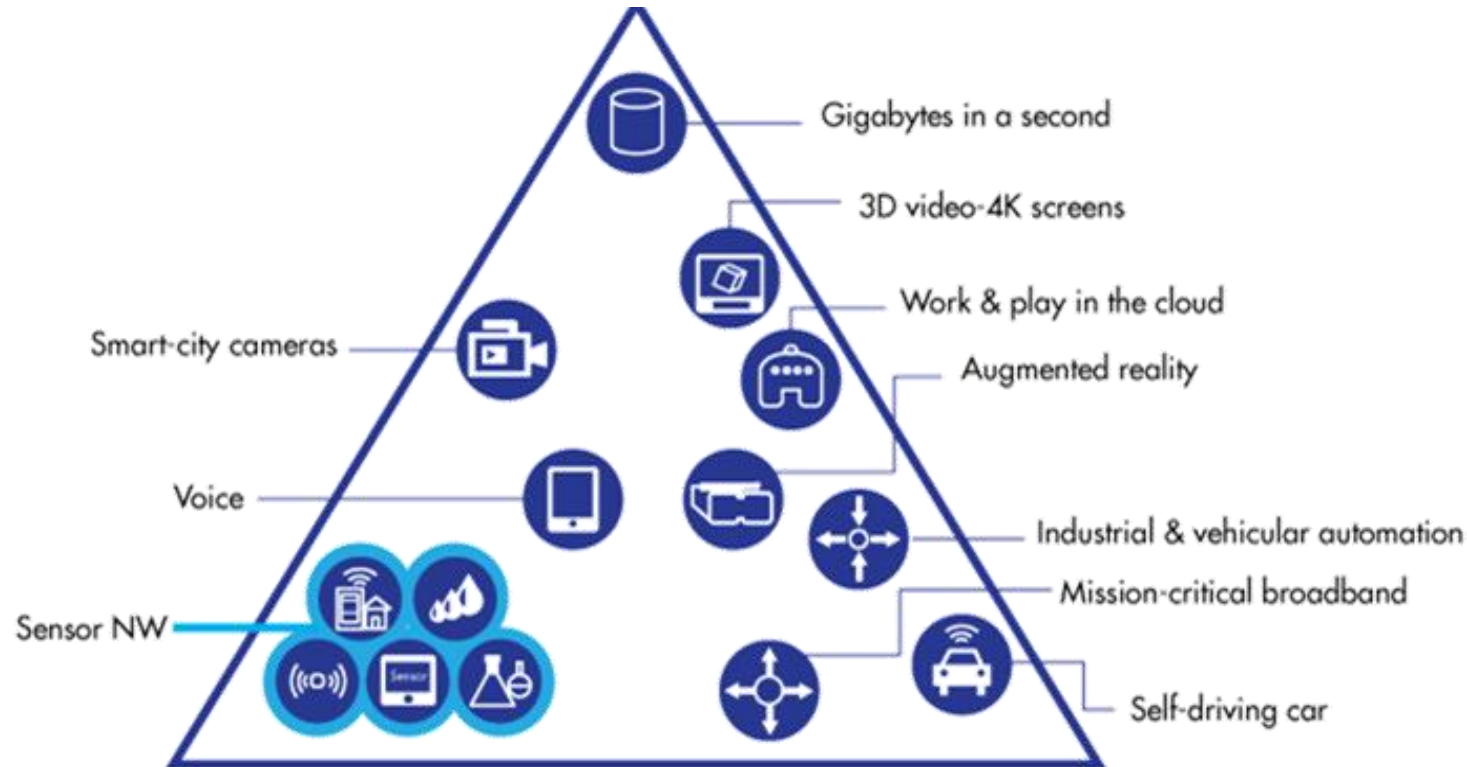 Gigabytes in a second
3D video-4K screens
Work & play in the cloud
Smart-city cameras
Augmented reality
Voice
Industrial & vehicular automation
Mission-critical broadband
Sensor NW
Sensor
Self-driving car